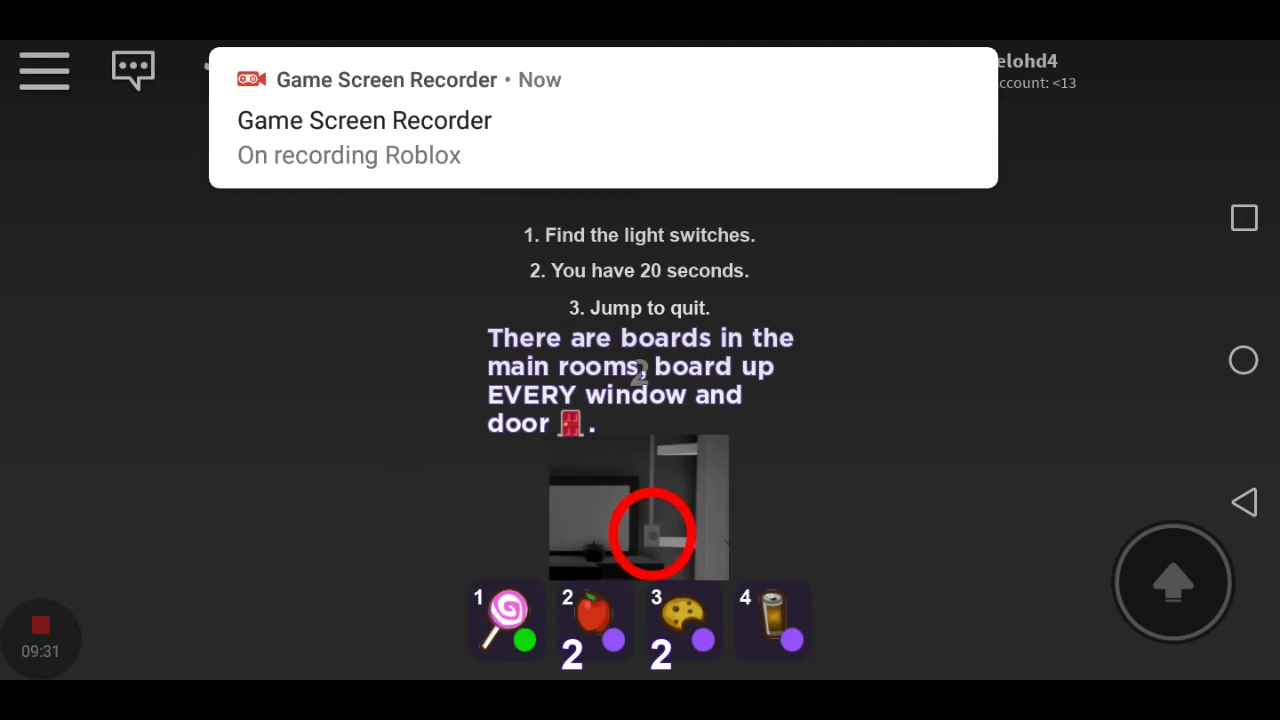 Game Screen Recorder • Now
Game Screen Recorder
On recording Roblox
elohd4
ccount: <13
1. Find the light switches.
2. You have 20 seconds.
3. Jump to quit.
There are boards in the
main rooms, board up
2
EVERY window and
door 🚪.
1
2
2
3
2
4
09:31